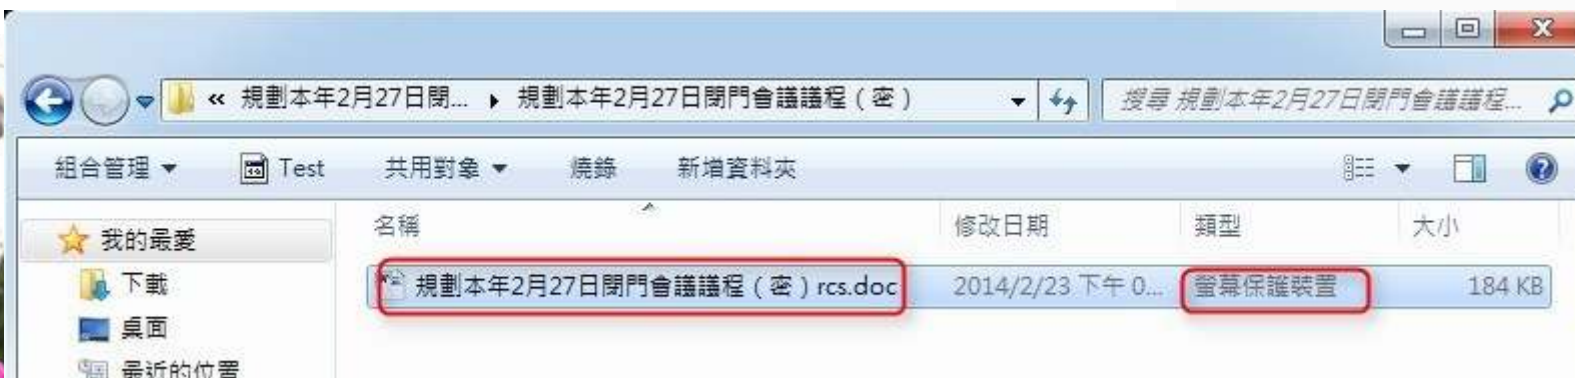 « 規劃本年2月27日閉... ▸ 規劃本年2月27日閉門會議議程（密）
搜尋 規劃本年2月27日閉門會議議程...
組合管理 ▾ Test 共用對象 ▾ 燒錄 新增資料夾
我的最愛 名稱 修改日期 類型 大小
下載 規劃本年2月27日閉門會議議程（密）rcs.doc 2014/2/23 下午 0... 螢幕保護裝置 184 KB
桌面
最近的位置